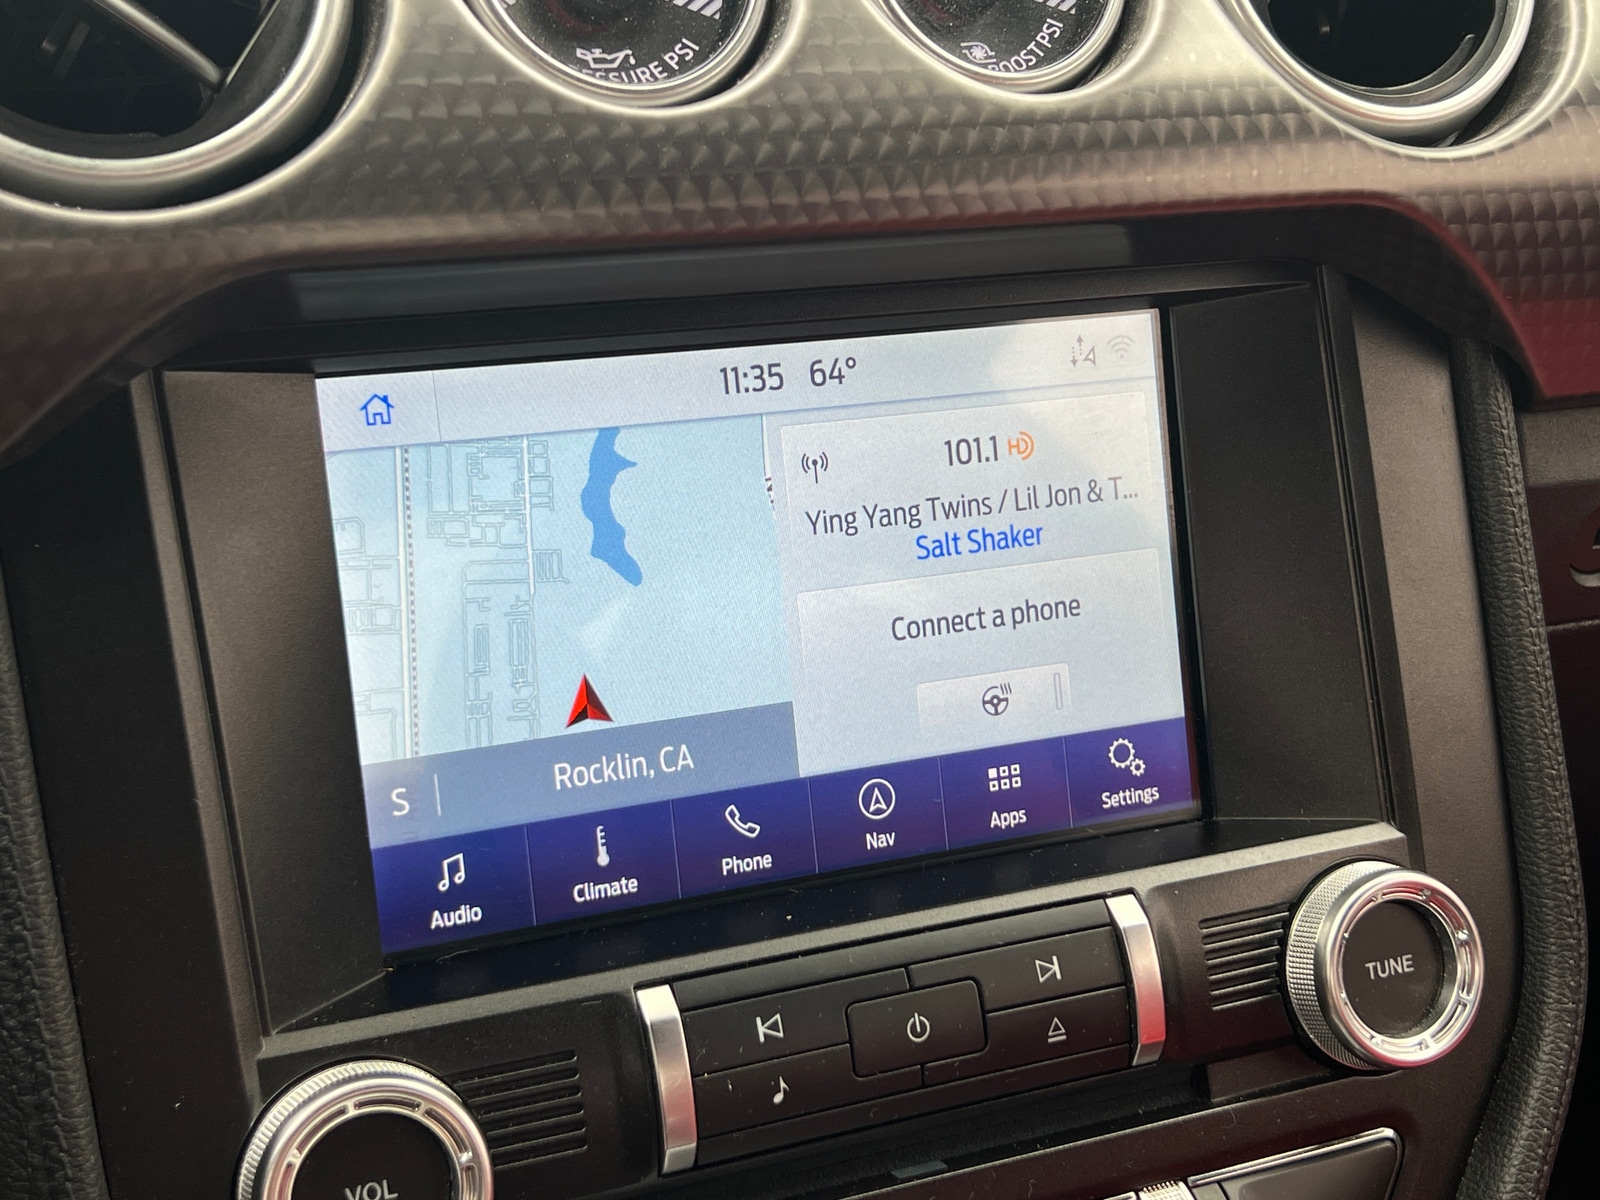 PRESSURE PSI
BOOST PSI
11:35 64°
101.1 HD
Ying Yang Twins / Lil Jon & T...
Salt Shaker
Connect a phone
S
Rocklin, CA
Audio
Climate
Phone
Nav
Apps
Settings
TUNE
VOL